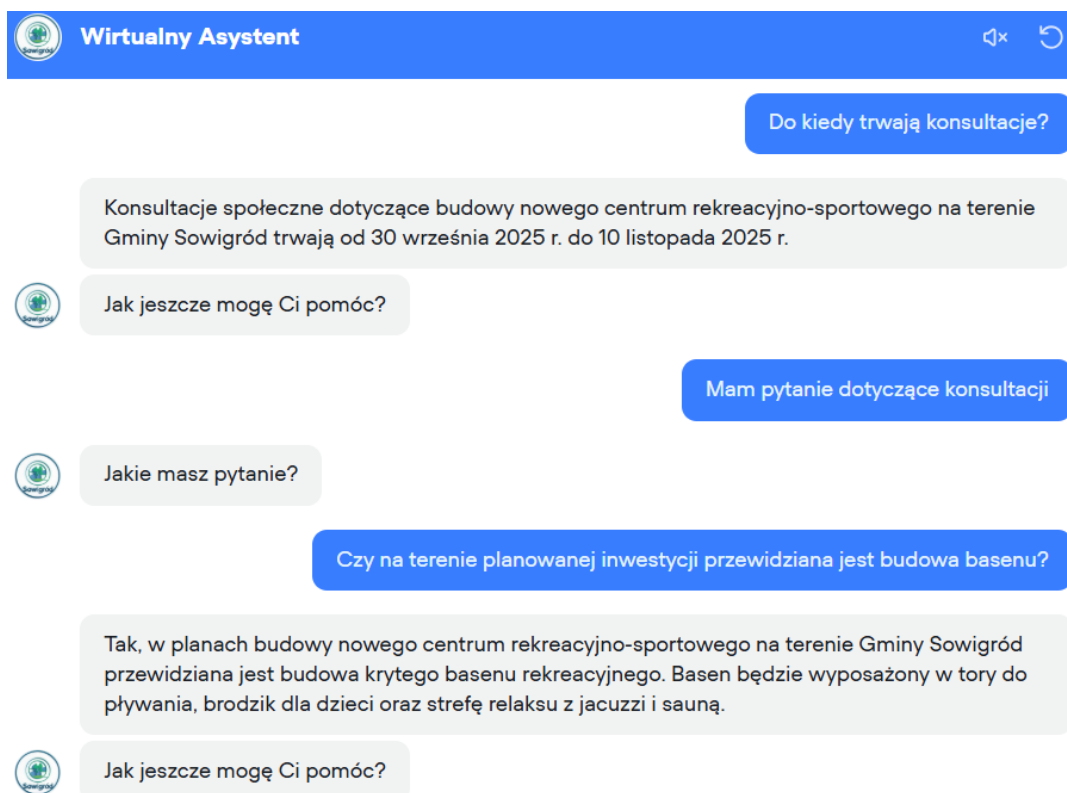 Wirtualny Asystent
Do kiedy trwają konsultacje?
Konsultacje społeczne dotyczące budowy nowego centrum rekreacyjno-sportowego na terenie
Gminy Sowigród trwają od 30 września 2025 r. do 10 listopada 2025 r.
Jak jeszcze mogę Ci pomóc?
Sowigród
Mam pytanie dotyczące konsultacji
Jakie masz pytanie?
Sowigród
Czy na terenie planowanej inwestycji przewidziana jest budowa basenu?
Tak, w planach budowy nowego centrum rekreacyjno-sportowego na terenie Gminy Sowigród
przewidziana jest budowa krytego basenu rekreacyjnego. Basen będzie wyposażony w tory do
pływania, brodzik dla dzieci oraz strefę relaksu z jacuzzi i sauną.
Jak jeszcze mogę Ci pomóc?
Sowigród